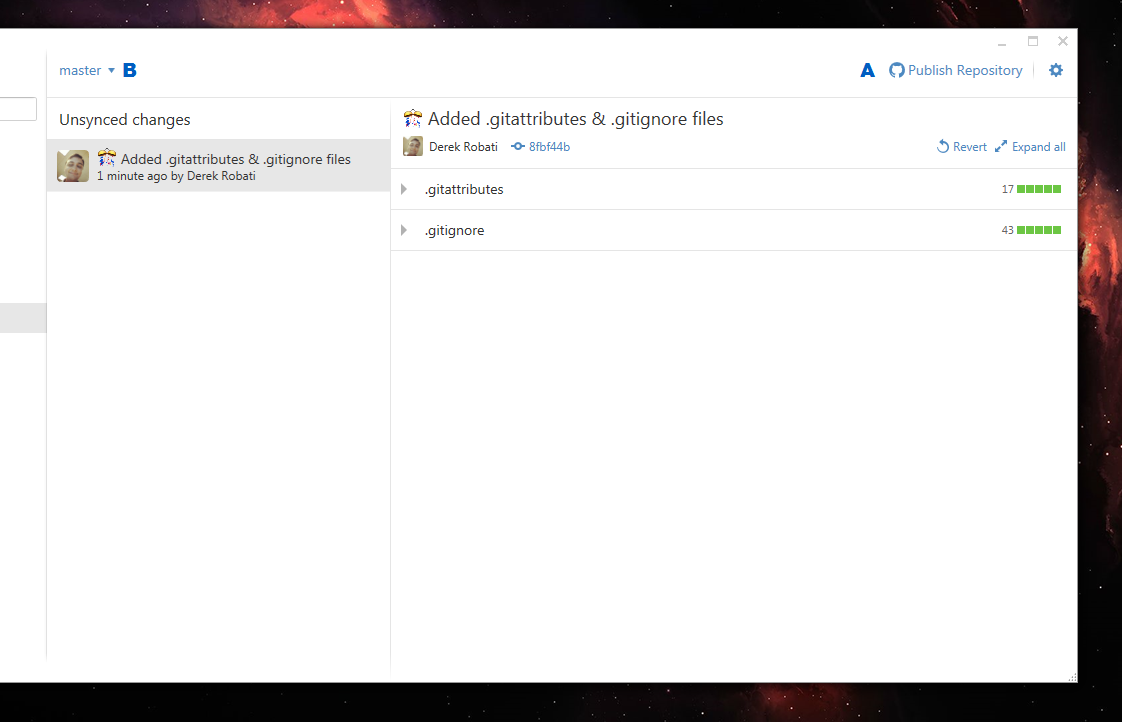 master B
A Publish Repository
Unsynced changes
Added .gitattributes & .gitignore files
1 minute ago by Derek Robati
Added .gitattributes & .gitignore files
Derek Robati 8fbf44b
Revert Expand all
.gitattributes 17
.gitignore 43